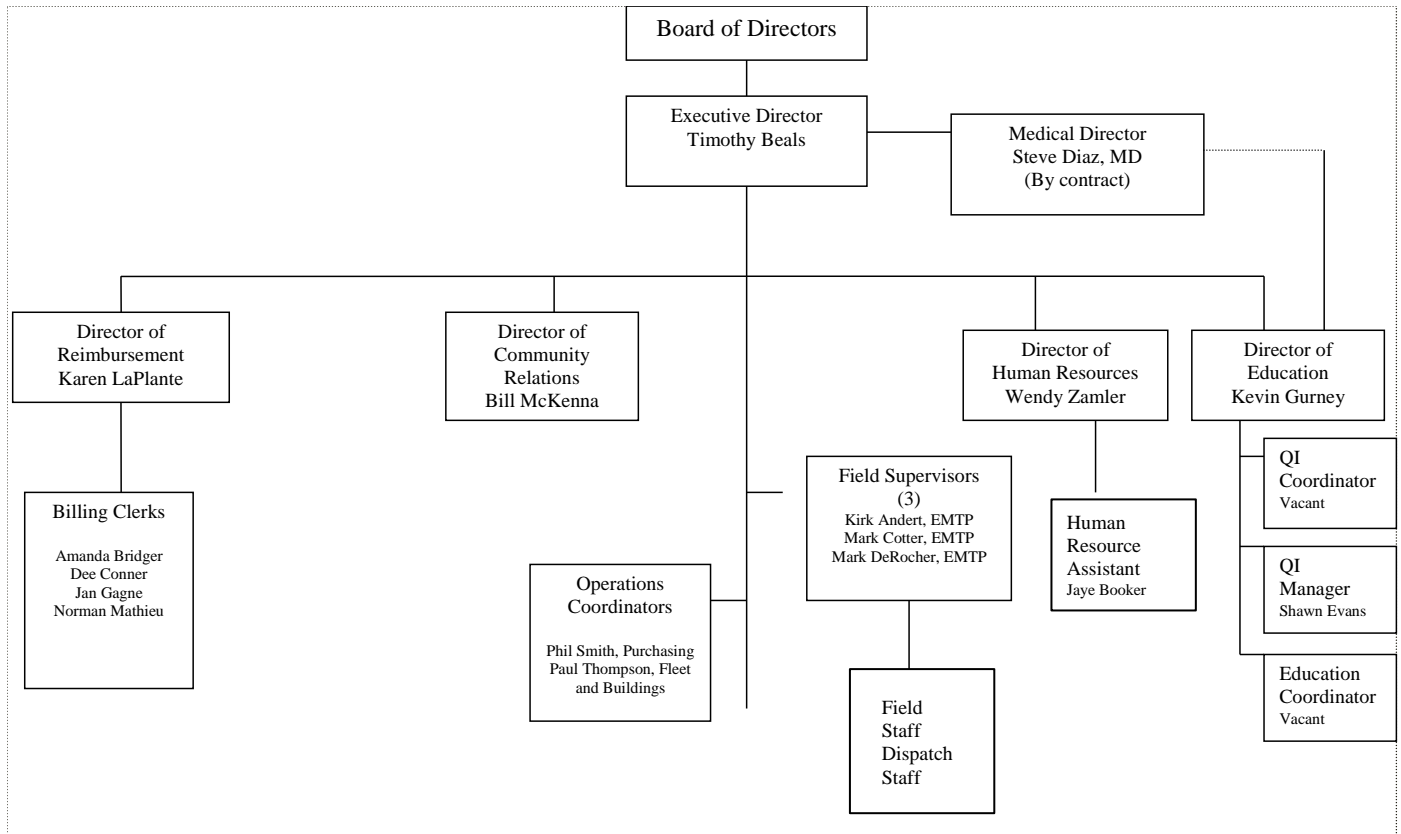 Board of Directors
Executive Director
Timothy Beals
Medical Director
Steve Diaz, MD
(By contract)
Director of
Reimbursement
Karen LaPlante
Director of
Community
Relations
Bill McKenna
Director of
Human Resources
Wendy Zamler
Director of
Education
Kevin Gurney
Billing Clerks
Amanda Bridger
Dee Conner
Jan Gagne
Norman Mathieu
Operations
Coordinators
Phil Smith, Purchasing
Paul Thompson, Fleet
and Buildings
Field Supervisors
(3)
Kirk Andert, EMTP
Mark Cotter, EMTP
Mark DeRocher, EMTP
Field
Staff
Dispatch
Staff
Human
Resource
Assistant
Jaye Booker
QI
Coordinator
Vacant
QI
Manager
Shawn Evans
Education
Coordinator
Vacant